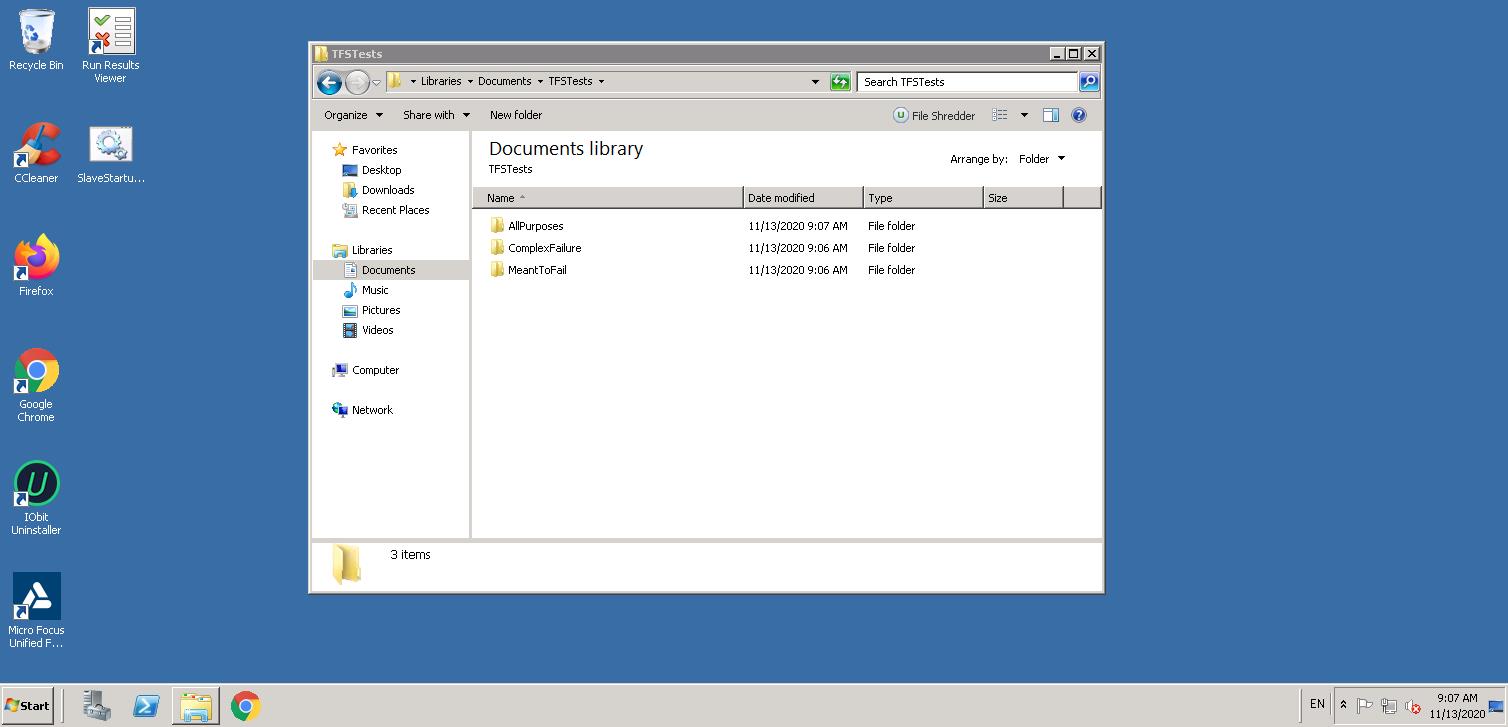 Recycle Bin
Run Results
Viewer
CCleaner
SlaveStartu...
Firefox
Google
Chrome
IObit
Uninstaller
Micro Focus
Unified F...
TFSTests
Libraries Documents TFSTests
Search TFSTests
Organize Share with New folder
File Shredder
Favorites
Desktop
Downloads
Recent Places
Libraries
Documents
Music
Pictures
Videos
Computer
Network
Documents library
TFSTests
Arrange by: Folder
Name Date modified Type Size
AllPurposes 11/13/2020 9:07 AM File folder
ComplexFailure 11/13/2020 9:06 AM File folder
MeantToFail 11/13/2020 9:06 AM File folder
3 items
Start
EN
9:07 AM
11/13/2020